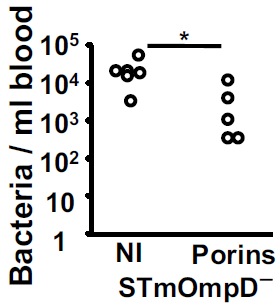 Bacteria / ml blood
10⁵
10⁴
10³
10²
10
1
*
NI Porins
STmOmpD⁻